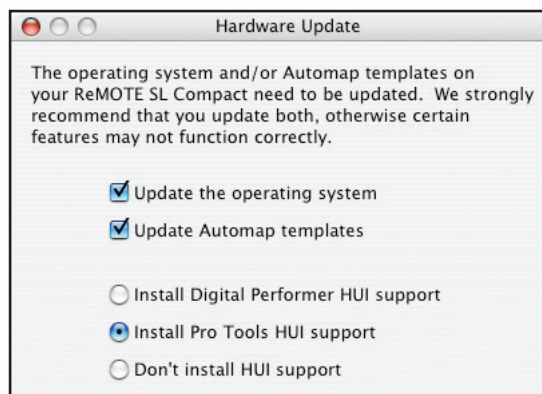 Hardware Update
The operating system and/or Automap templates on
your ReMOTE SL Compact need to be updated.  We strongly
recommend that you update both, otherwise certain
features may not function correctly.
Update the operating system
Update Automap templates
Install Digital Performer HUI support
Install Pro Tools HUI support
Don't install HUI support